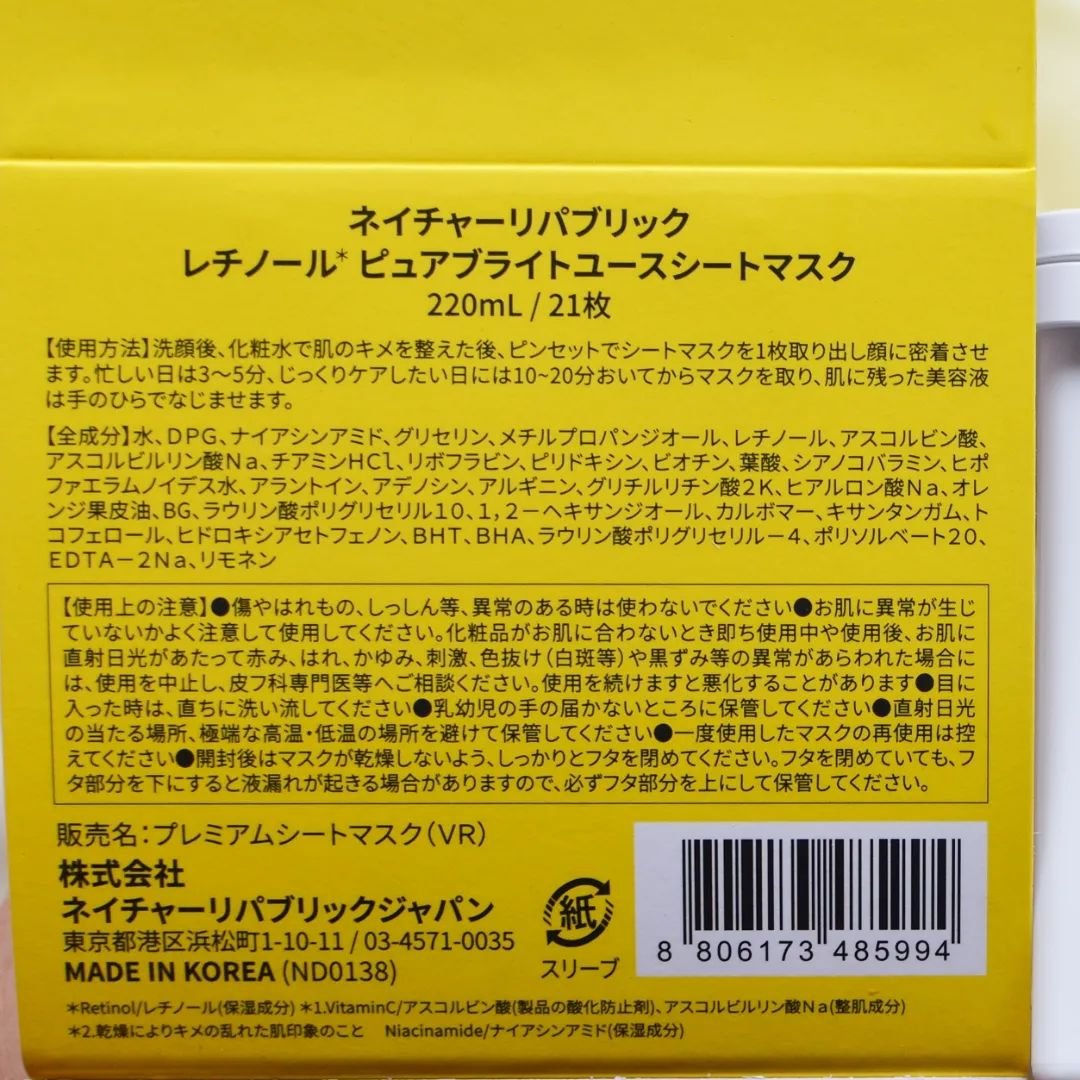 ネイチャーリパブリック
レチノール* ピュアブライトユースシートマスク
220mL / 21枚
【使用方法】洗顔後、化粧水で肌のキメを整えた後、ピンセットでシートマスクを1枚取り出し顔に密着させ
ます。忙しい日は3〜5分、じっくりケアしたい日には10~20分おいてからマスクを取り、肌に残った美容液
は手のひらでなじませます。
【全成分】水、DPG、ナイアシンアミド、グリセリン、メチルプロパンジオール、レチノール、アスコルビン酸、
アスコルビルリン酸Na、チアミンHCl、リボフラビン、ピリドキシン、ビオチン、葉酸、シアノコバラミン、ヒポ
ファエラムノイデス水、アラントイン、アデノシン、アルギニン、グリチルリチン酸2K、ヒアルロン酸Na、オレ
ンジ果皮油、BG、ラウリン酸ポリグリセリル10、1,2－ヘキサンジオール、カルボマー、キサンタンガム、ト
コフェロール、ヒドロキシアセトフェノン、BHT、BHA、ラウリン酸ポリグリセリル－4、ポリソルベート20、
EDTA－2Na、リモネン
【使用上の注意】●傷やはれもの、しっしん等、異常のある時は使わないでください●お肌に異常が生じ
ていないかよく注意して使用してください。化粧品がお肌に合わないとき即ち使用中や使用後、お肌に
直射日光があたって赤み、はれ、かゆみ、刺激、色抜け（白斑等）や黒ずみ等の異常があらわれた場合に
は、使用を中止し、皮フ科専門医等へご相談ください。使用を続けますと悪化することがあります●目に
入った時は、直ちに洗い流してください●乳幼児の手の届かないところに保管してください●直射日光
の当たる場所、極端な高温・低温の場所を避けて保管してください●一度使用したマスクの再使用は控
えてください●開封後はマスクが乾燥しないよう、しっかりとフタを閉めてください。フタを閉めていても、フ
タ部分を下にすると液漏れが起きる場合がありますので、必ずフタ部分を上にして保管してください。
販売名：プレミアムシートマスク（VR）
株式会社
ネイチャーリパブリックジャパン
東京都港区浜松町1-10-11 / 03-4571-0035
MADE IN KOREA (ND0138)
紙
スリーブ
8 806173 485994
*Retinol/レチノール(保湿成分) *1.VitaminC/アスコルビン酸(製品の酸化防止剤)、アスコルビルリン酸Na(整肌成分)
*2.乾燥によりキメの乱れた肌印象のこと Niacinamide/ナイアシンアミド(保湿成分)